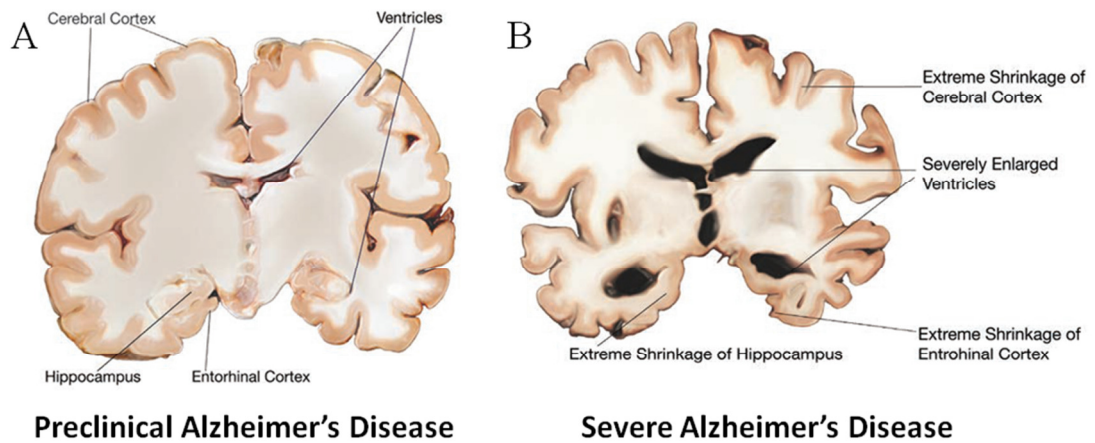 A
Cerebral Cortex
Ventricles
Hippocampus
Entorhinal Cortex
Preclinical Alzheimer's Disease
B
Extreme Shrinkage of
Cerebral Cortex
Severely Enlarged
Ventricles
Extreme Shrinkage of Hippocampus
Extreme Shrinkage of
Entrohinal Cortex
Severe Alzheimer's Disease